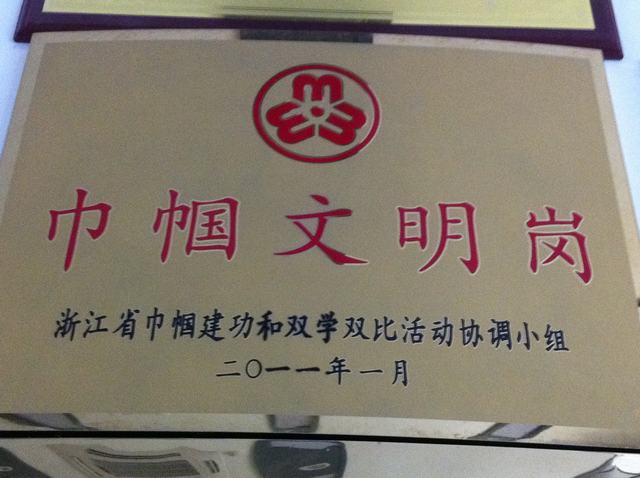 巾帼文明岗
浙江省巾帼建功和双学双比活动协调小组
二〇一一年一月